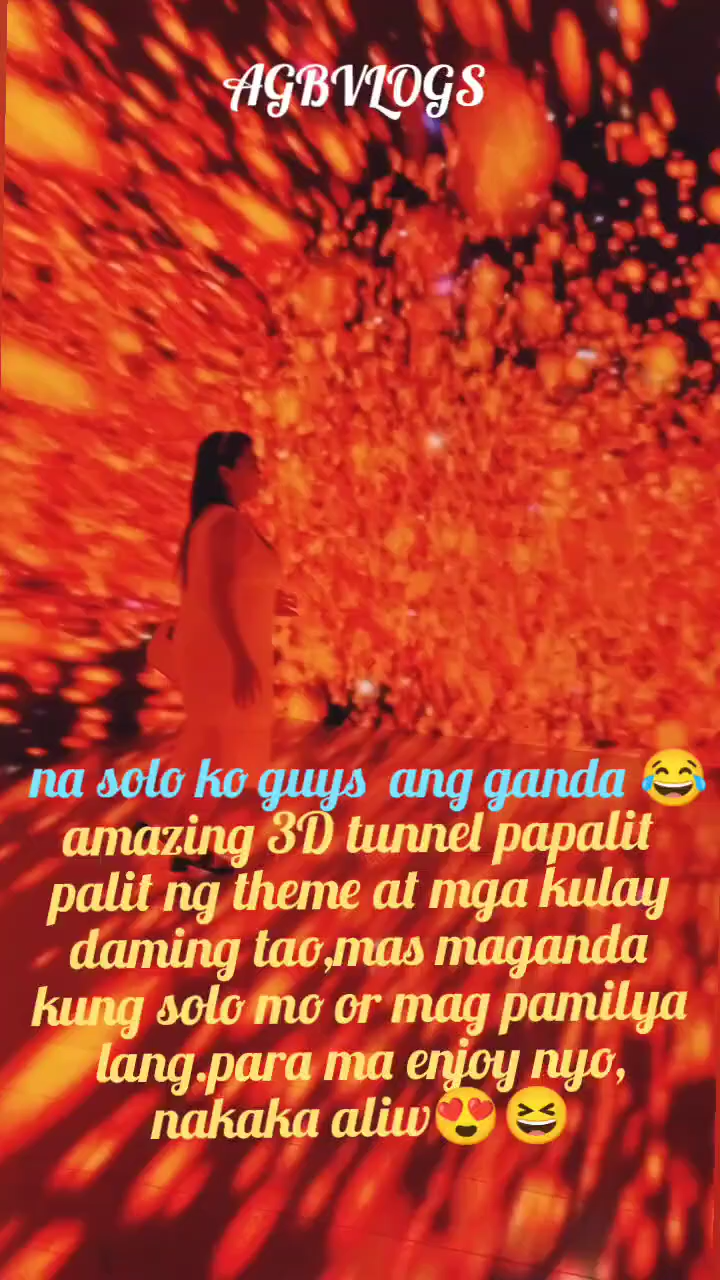 AGBVLOGS
na solo ko guys ang ganda 😂
amazing 3D tunnel papalit
palit ng theme at mga kulay
daming tao,mas maganda
kung solo mo or mag pamilya
lang.para ma enjoy nyo,
nakaka aliw😍😆